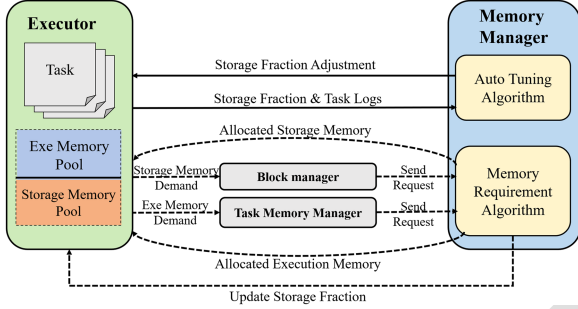 Executor
Memory
Manager
Task
Storage Fraction Adjustment
Auto Tuning
Algorithm
Storage Fraction & Task Logs
Allocated Storage Memory
Exe Memory
Pool
Storage Memory
Demand
Block manager
Send
Request
Memory
Requirement
Algorithm
Storage Memory
Pool
Exe Memory
Demand
Task Memory Manager
Send
Request
Allocated Execution Memory
Update Storage Fraction